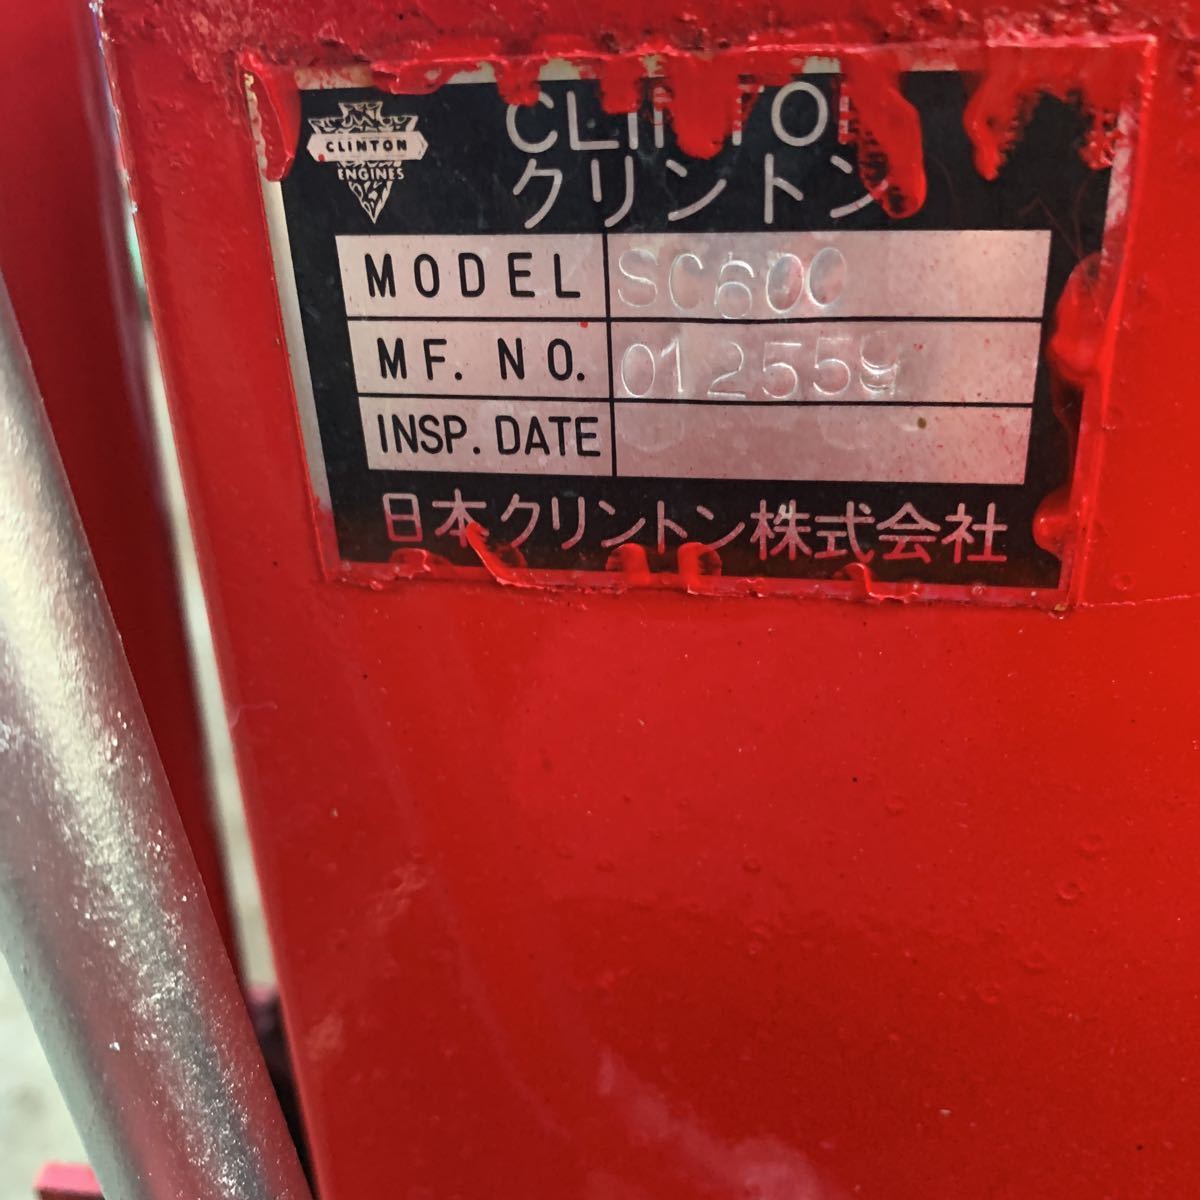 CLINTON
ENGINES
CLINTON
クリントン
MODEL SC600
MF. NO. 012559
INSP. DATE
日本クリントン株式会社